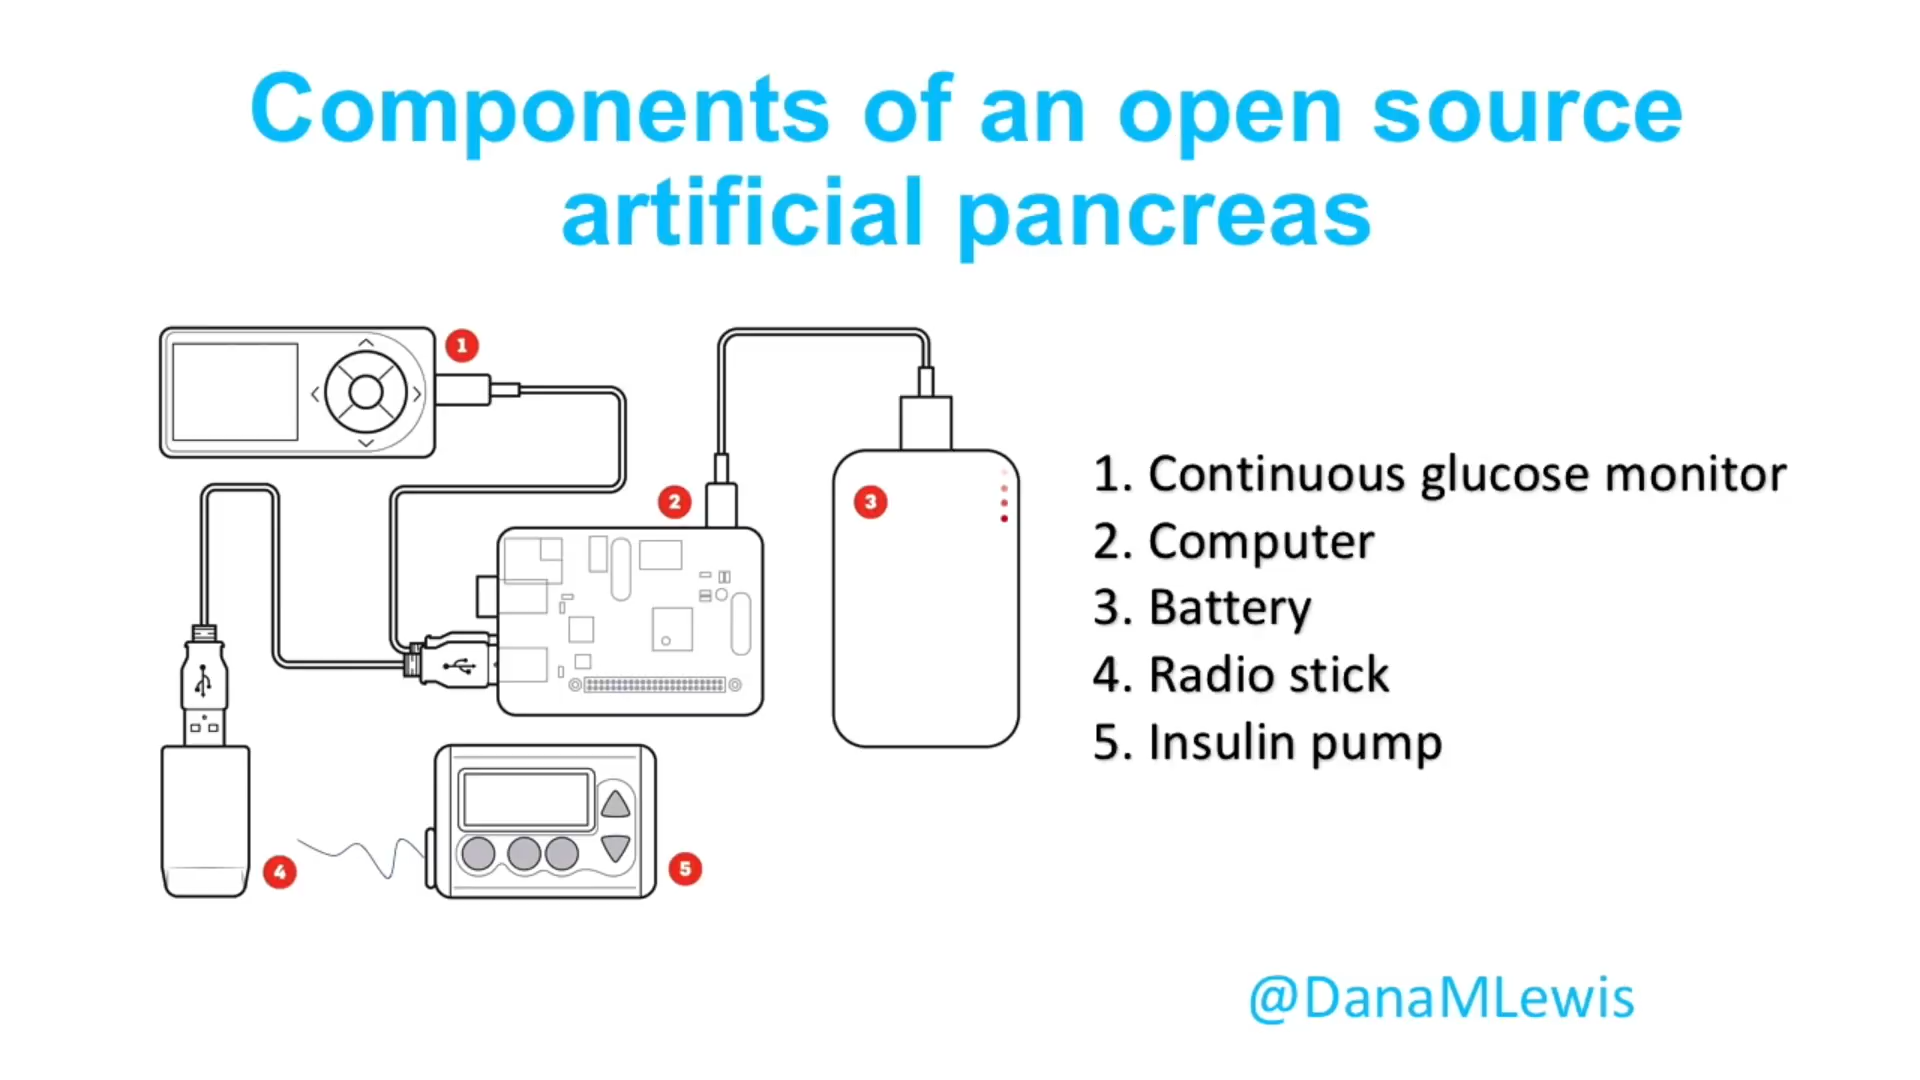 Components of an open source
artificial pancreas
1
2
3
4
5
1. Continuous glucose monitor
2. Computer
3. Battery
4. Radio stick
5. Insulin pump
@DanaMLewis